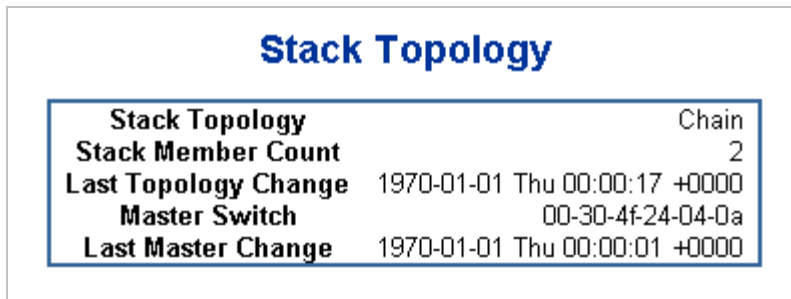 Stack Topology
Stack Topology Chain
Stack Member Count 2
Last Topology Change 1970-01-01 Thu 00:00:17 +0000
Master Switch 00-30-4f-24-04-0a
Last Master Change 1970-01-01 Thu 00:00:01 +0000